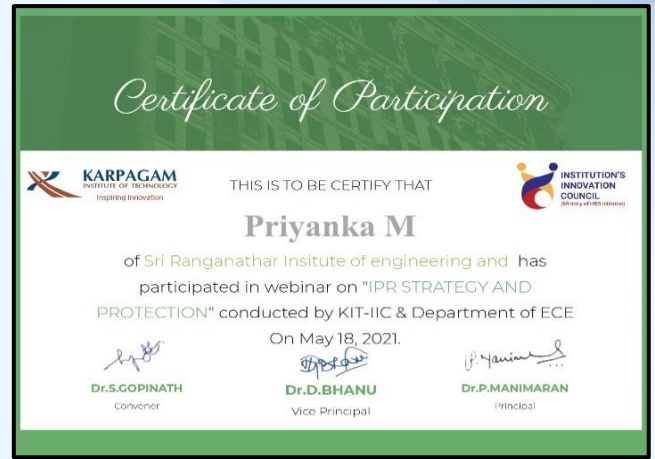 Certificate of Participation
KARPAGAM
INSTITUTE OF TECHNOLOGY
Inspiring Innovation
INSTITUTION'S
INNOVATION
COUNCIL
(Ministry of HRD Initiative)
THIS IS TO BE CERTIFY THAT
Priyanka M
of Sri Ranganathar Insitute of engineering and has
participated in webinar on "IPR STRATEGY AND
PROTECTION" conducted by KIT-IIC & Department of ECE
On May 18, 2021.
Dr.S.GOPINATH
Convener
Dr.D.BHANU
Vice Principal
Dr.P.MANIMARAN
Principal